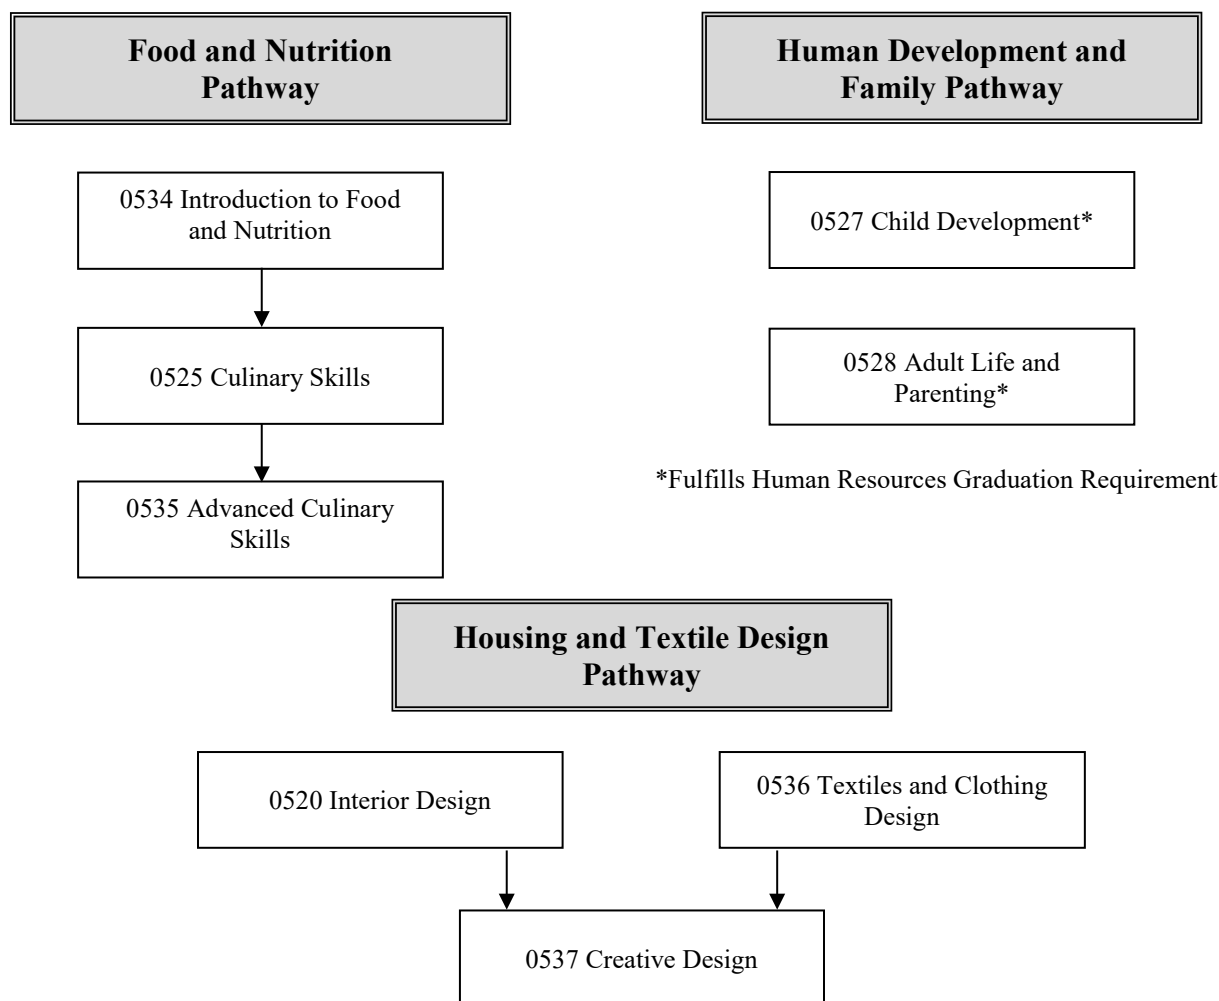 Food and Nutrition
Pathway
0534 Introduction to Food
and Nutrition
0525 Culinary Skills
0535 Advanced Culinary
Skills
Human Development and
Family Pathway
0527 Child Development*
0528 Adult Life and
Parenting*
*Fulfills Human Resources Graduation Requirement
Housing and Textile Design
Pathway
0520 Interior Design
0536 Textiles and Clothing
Design
0537 Creative Design